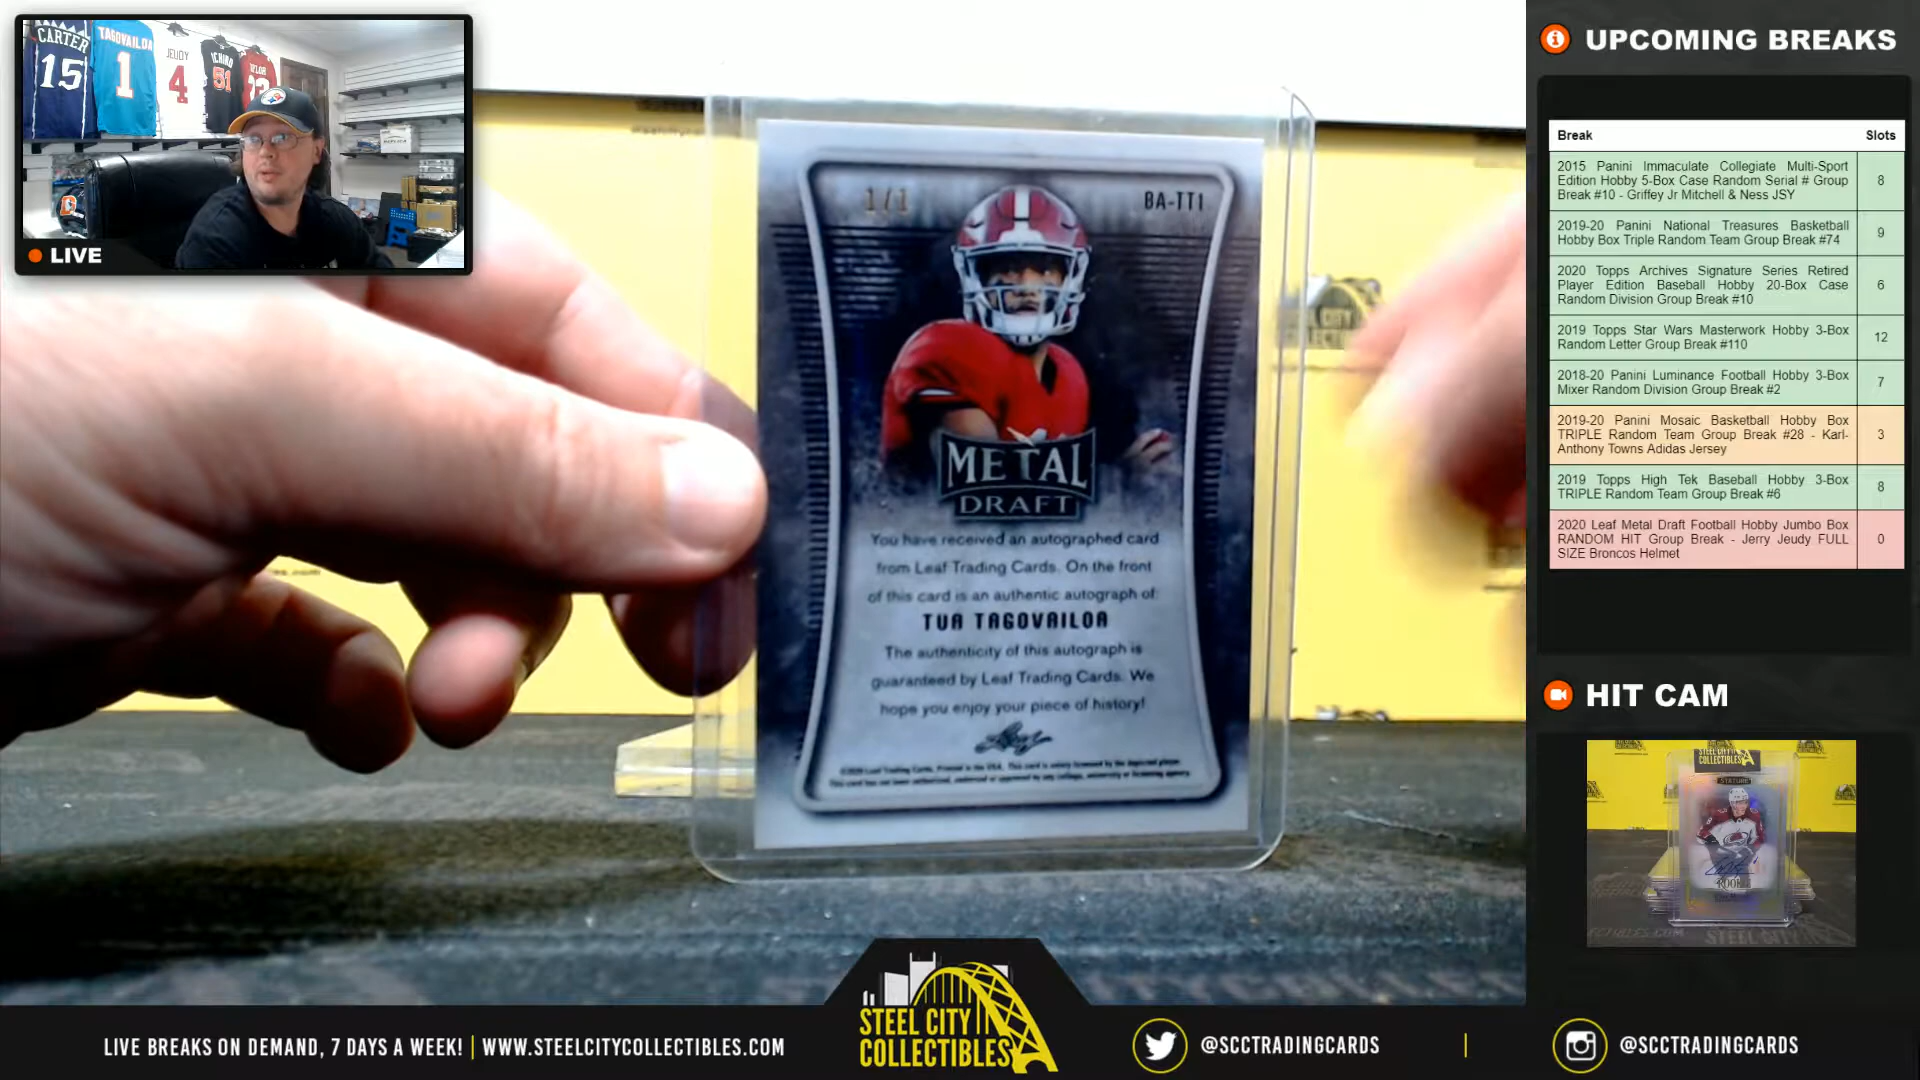 CARTER
15
TAGOVAILOA
1
JEUDY
4
ICHIRO
51
LIVE
1/1
BA-TT1
METAL
DRAFT
You have received an autographed card
from Leaf Trading Cards. On the front
of this card is an authentic autograph of:
TUA TAGOVAILOA
The authenticity of this autograph is
guaranteed by Leaf Trading Cards. We
hope you enjoy your piece of history!
Leaf
UPCOMING BREAKS
Break Slots
2015 Panini Immaculate Collegiate Multi-Sport
Edition Hobby 5-Box Case Random Serial # Group
Break #10 - Griffey Jr Mitchell & Ness JSY
8
2019-20 Panini National Treasures Basketball
Hobby Box Triple Random Team Group Break #74
9
2020 Topps Archives Signature Series Retired
Player Edition Baseball Hobby 20-Box Case
Random Division Group Break #10
6
2019 Topps Star Wars Masterwork Hobby 3-Box
Random Letter Group Break #110
12
2018-20 Panini Luminance Football Hobby 3-Box
Mixer Random Division Group Break #2
7
2019-20 Panini Mosaic Basketball Hobby Box
TRIPLE Random Team Group Break #28 - Karl-
Anthony Towns Adidas Jersey
3
2019 Topps High Tek Baseball Hobby 3-Box
TRIPLE Random Team Group Break #6
8
2020 Leaf Metal Draft Football Hobby Jumbo Box
RANDOM HIT Group Break - Jerry Jeudy FULL
SIZE Broncos Helmet
0
HIT CAM
STEEL CITY
COLLECTIBLES
LIVE BREAKS ON DEMAND, 7 DAYS A WEEK! | WWW.STEELCITYCOLLECTIBLES.COM
STEEL CITY
COLLECTIBLES
@SCCTRADINGCARDS
@SCCTRADINGCARDS